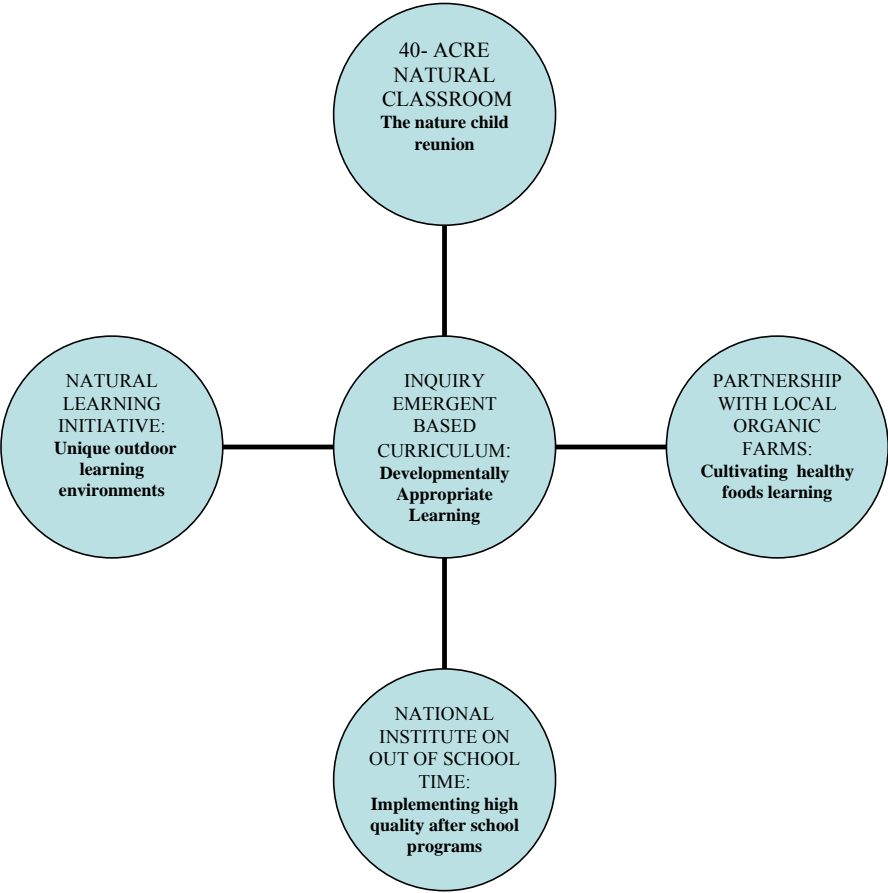 40- ACRE
NATURAL
CLASSROOM
The nature child
reunion
NATURAL
LEARNING
INITIATIVE:
Unique outdoor
learning
environments
INQUIRY
EMERGENT
BASED
CURRICULUM:
Developmentally
Appropriate
Learning
PARTNERSHIP
WITH LOCAL
ORGANIC
FARMS:
Cultivating healthy
foods learning
NATIONAL
INSTITUTE ON
OUT OF SCHOOL
TIME:
Implementing high
quality after school
programs